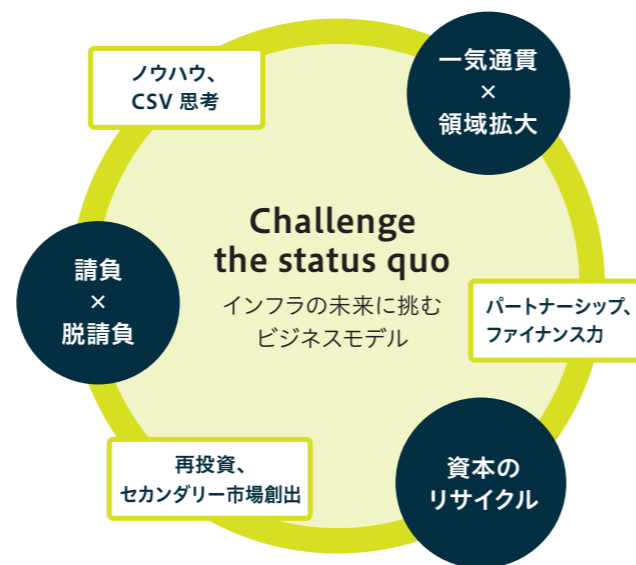 ノウハウ、
CSV 思考
一気通貫
×
領域拡大
Challenge
the status quo
インフラの未来に挑む
ビジネスモデル
請負
×
脱請負
パートナーシップ、
ファイナンス力
再投資、
セカンダリー市場創出
資本の
リサイクル